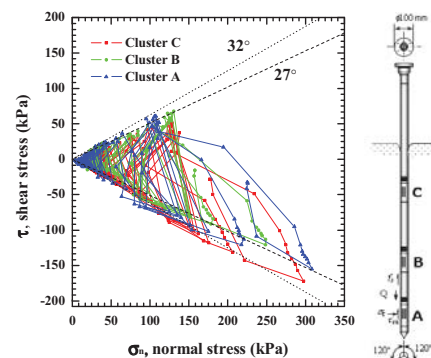 ø100 mm
200
150
100
50
0
-50
-100
-150
-200
τ, shear stress (kPa)
Cluster C
Cluster B
Cluster A
32°
27°
0 50 100 150 200 250 300 350
σn, normal stress (kPa)
C
B
A
120° 120°